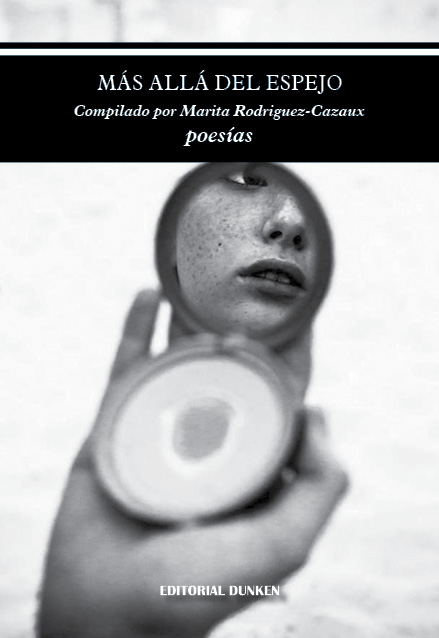 MÁS ALLÁ DEL ESPEJO
Compilado por Marita Rodriguez-Cazaux
poesías
EDITORIAL DUNKEN